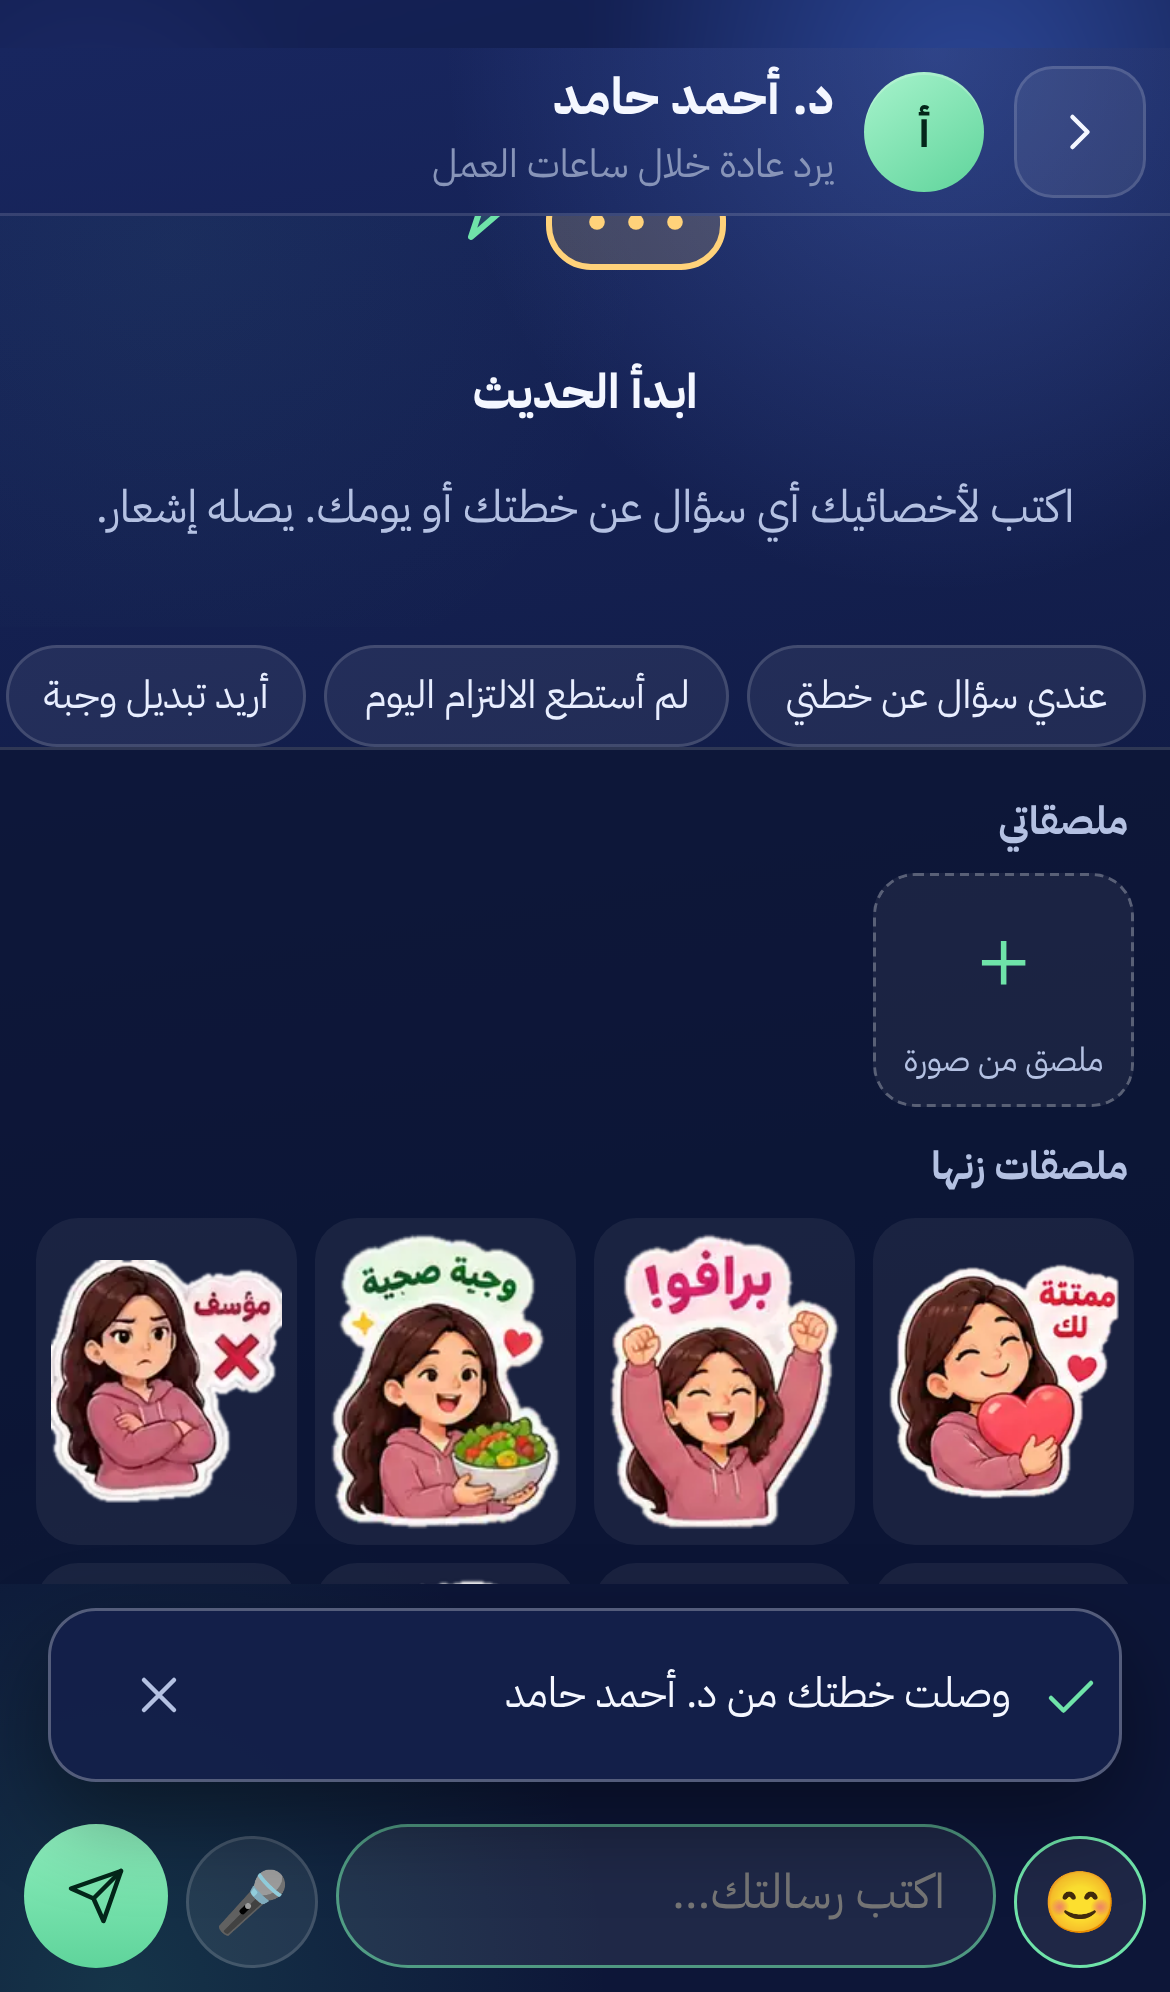 د. أحمد حامد
أ
يرد عادة خلال ساعات العمل
ابدأ الحديث
اكتب لأخصائيك أي سؤال عن خطتك أو يومك. يصله إشعار.
عندي سؤال عن خطتي
لم أستطع الالتزام اليوم
أريد تبديل وجبة
ملصقاتي
ملصق من صورة
ملصقات زنها
ممتنة
لك
برافو!
وجبة صحية
مؤسف
وصلت خطتك من د. أحمد حامد
اكتب رسالتك...